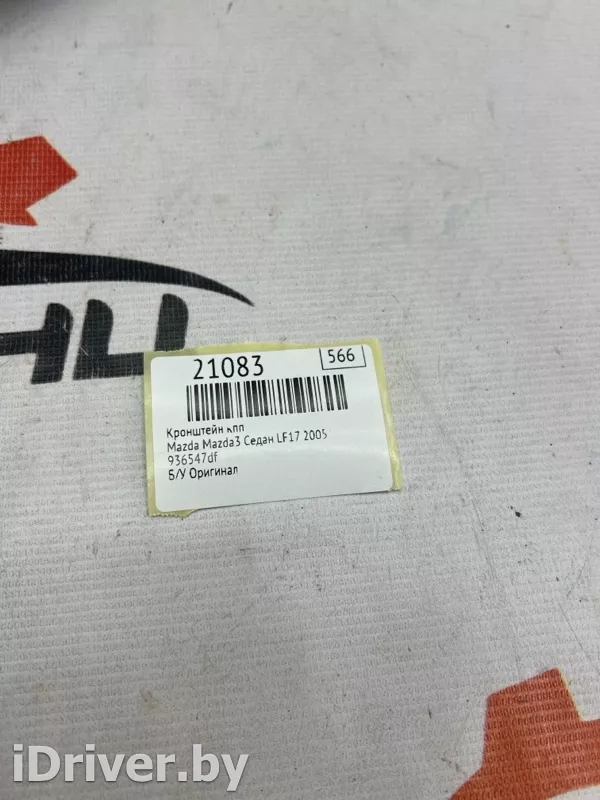 21083
566
Кронштейн кпп
Mazda Mazda3 Седан LF17 2005
936547df
Б/У Оригинал
iDriver.by